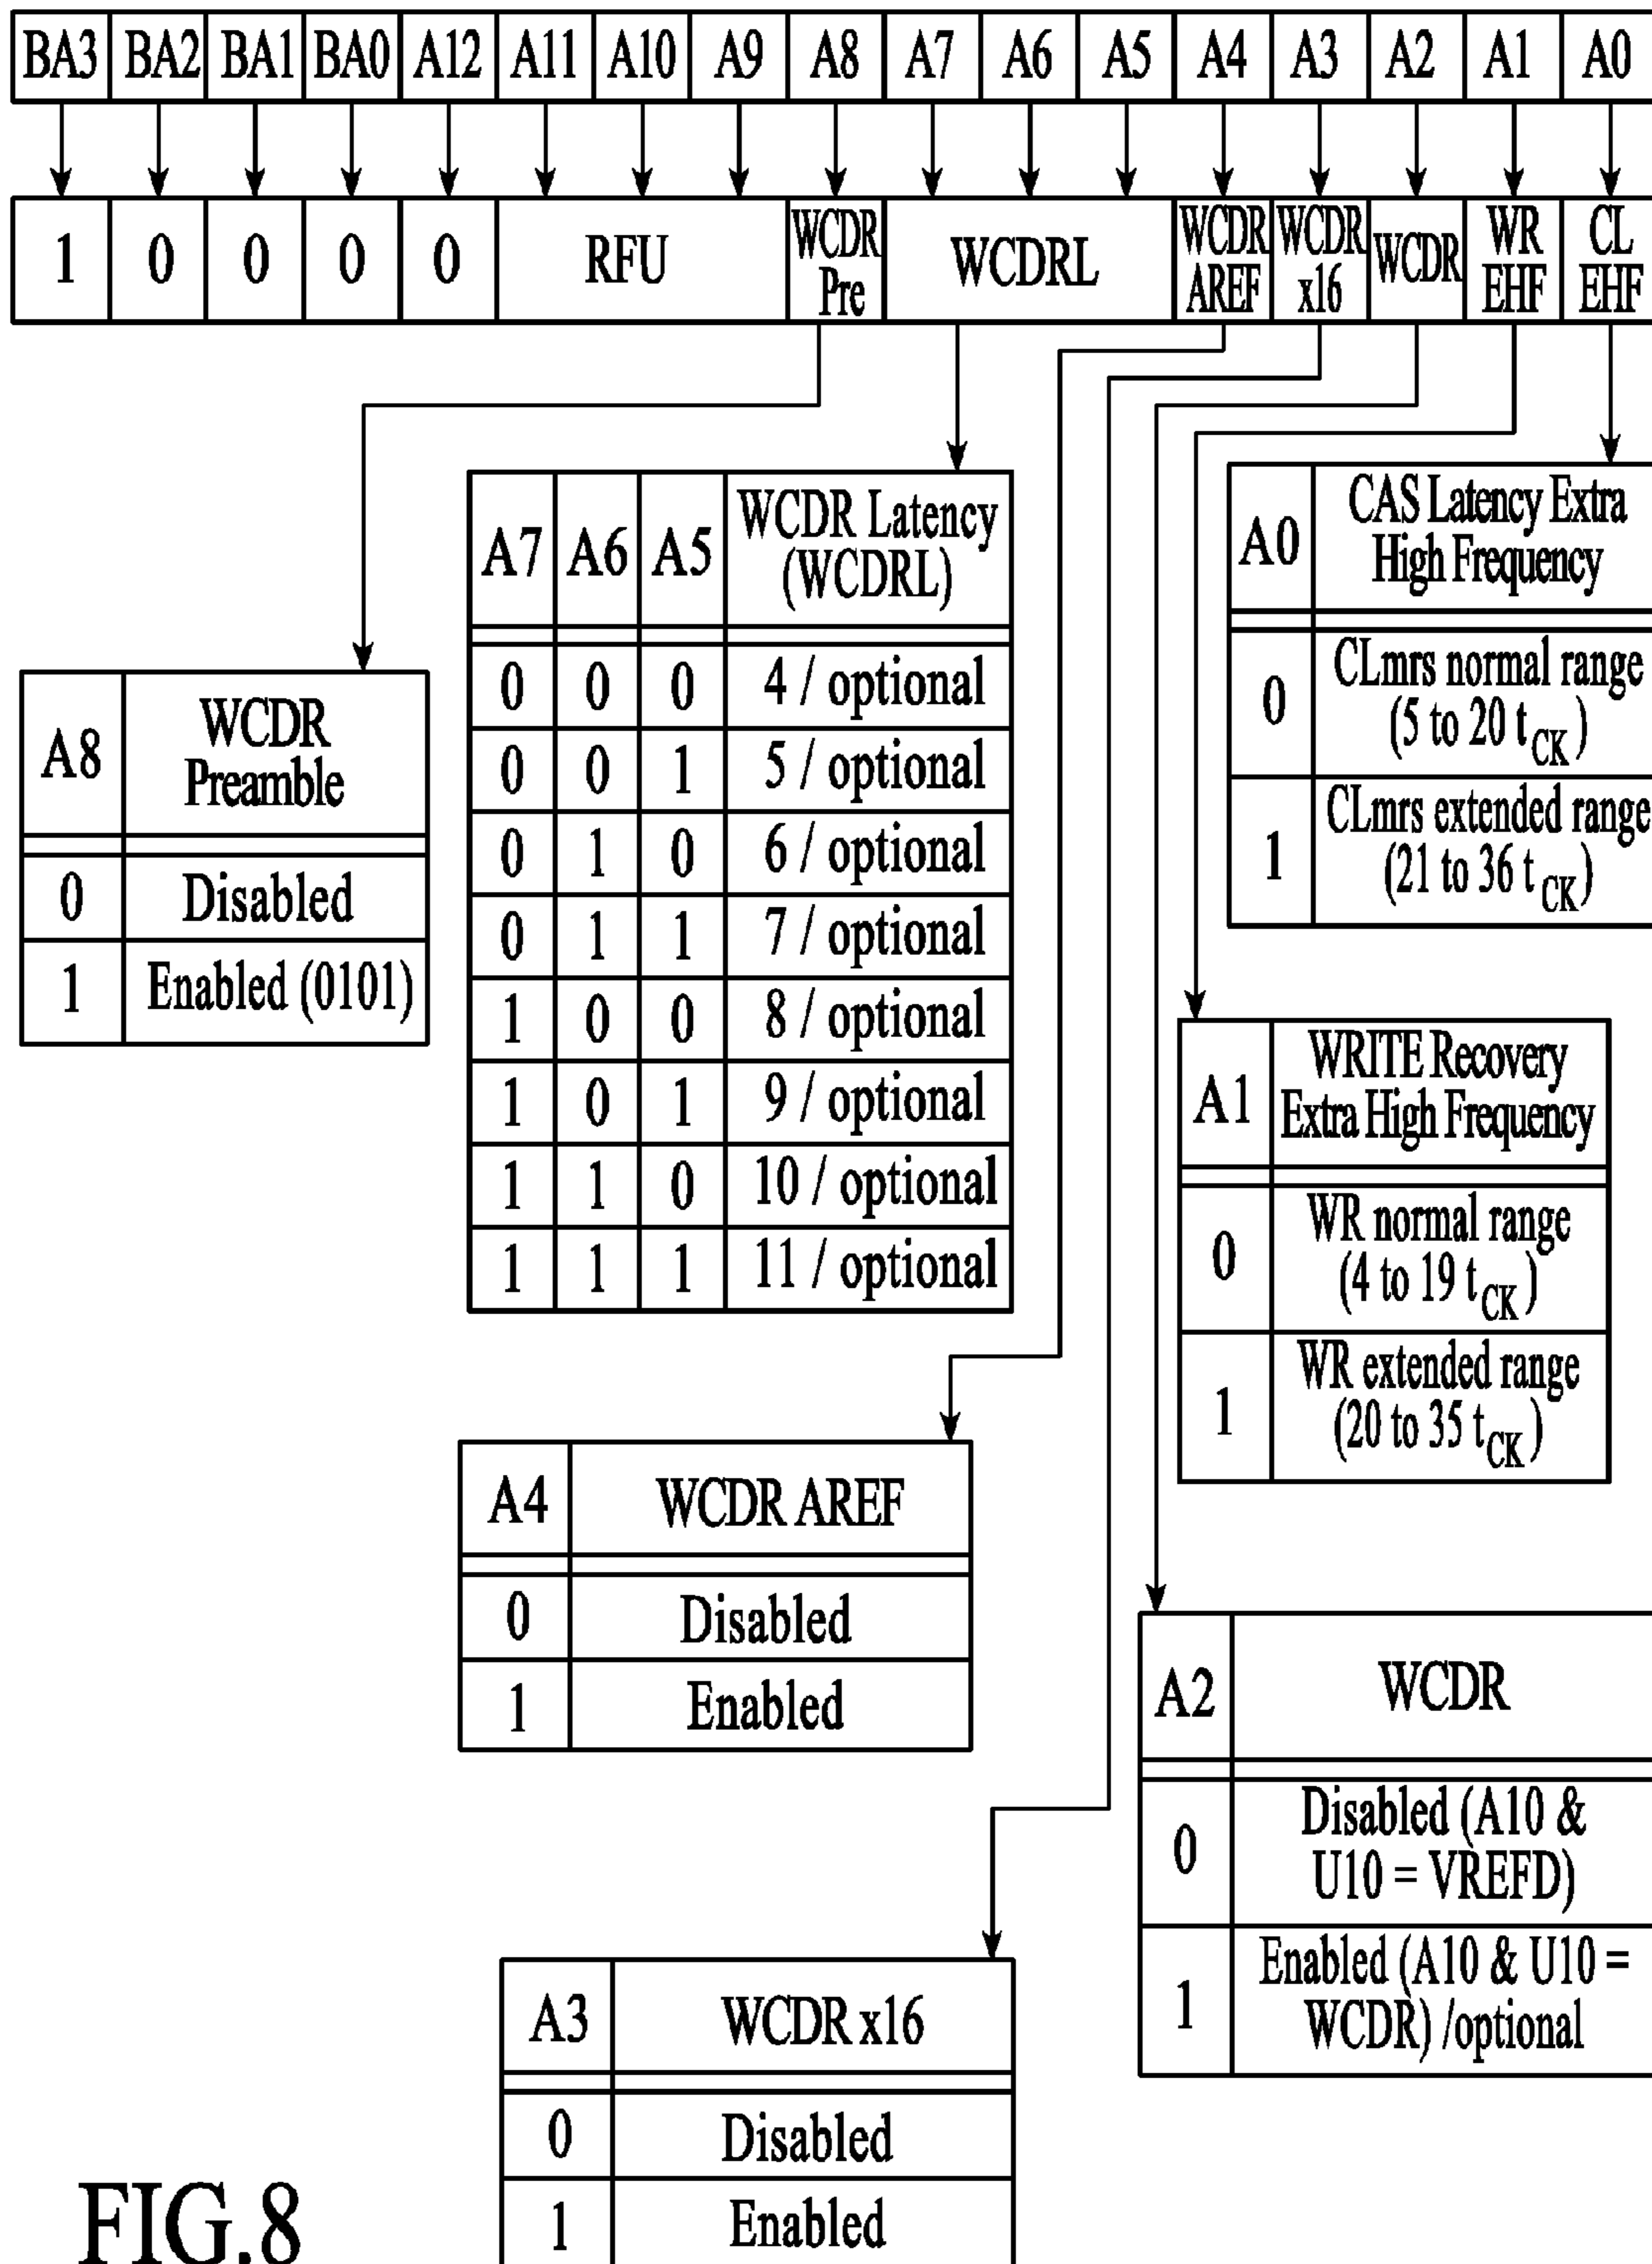 BA3 BA2 BA1 BA0 A12 A11 A10 A9 A8 A7 A6 A5 A4 A3 A2 A1 A0
1 0 0 0 0 RFU WCDR Pre WCDRL WCDR AREF WCDR x16 WCDR WR EHF CL EHF
A8 WCDR
Preamble
0 Disabled
1 Enabled (0101)
A7 A6 A5 WCDR Latency
(WCDRL)
0 0 0 4 / optional
0 0 1 5 / optional
0 1 0 6 / optional
0 1 1 7 / optional
1 0 0 8 / optional
1 0 1 9 / optional
1 1 0 10 / optional
1 1 1 11 / optional
A0 CAS Latency Extra
High Frequency
0 CLmrs normal range
(5 to 20 tCK)
1 CLmrs extended range
(21 to 36 tCK)
A1 WRITE Recovery
Extra High Frequency
0 WR normal range
(4 to 19 tCK)
1 WR extended range
(20 to 35 tCK)
A4 WCDR AREF
0 Disabled
1 Enabled
A2 WCDR
0 Disabled (A10 &
U10 = VREFD)
1 Enabled (A10 & U10 =
WCDR) /optional
A3 WCDR x16
0 Disabled
1 Enabled
FIG.8